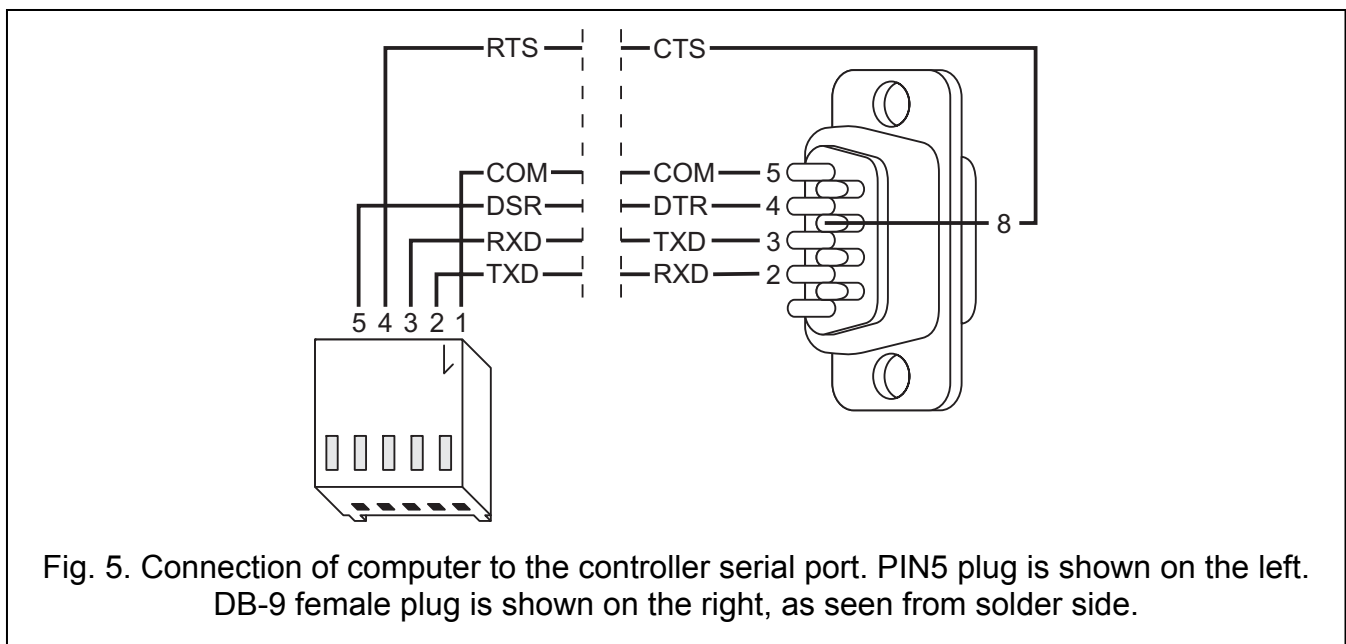 RTS CTS
COM COM 5
DSR DTR 4
8
RXD TXD 3
TXD RXD 2
5 4 3 2 1
Fig. 5. Connection of computer to the controller serial port. PIN5 plug is shown on the left.
DB-9 female plug is shown on the right, as seen from solder side.